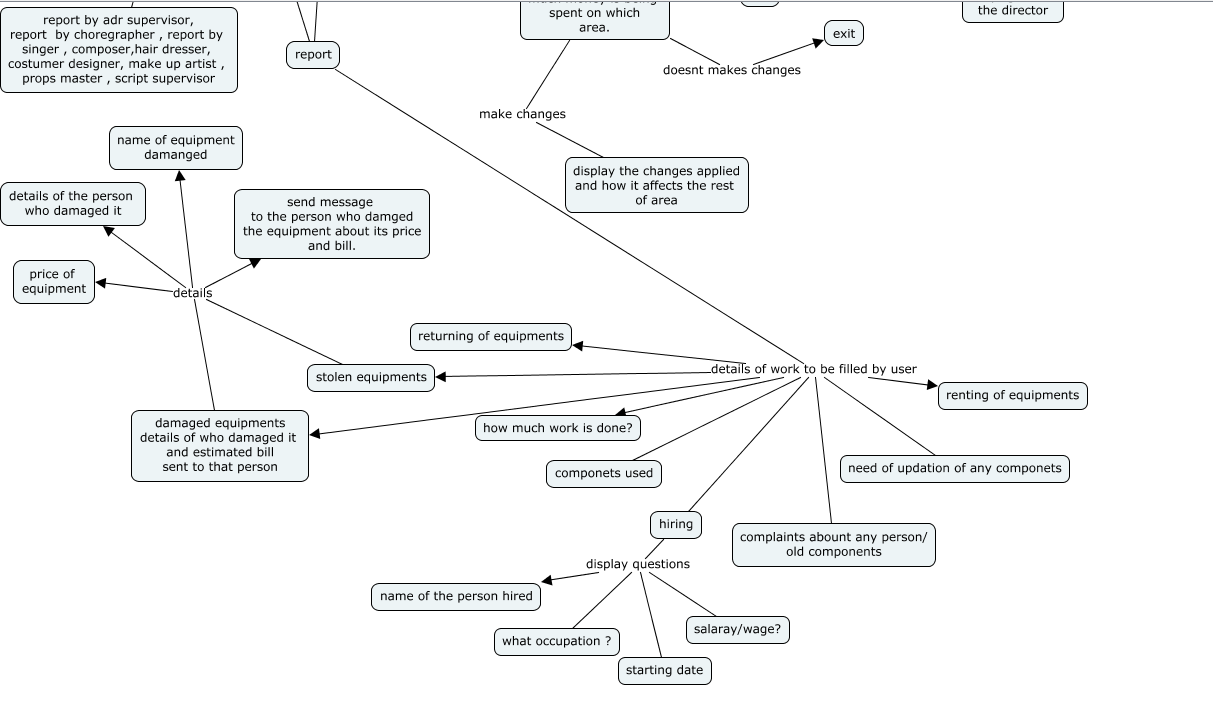 much money is being
spent on which
area.
the director
report by adr supervisor,
report by choregrapher , report by
singer , composer,hair dresser,
costumer designer, make up artist ,
props master , script supervisor
report
exit
doesnt makes changes
make changes
name of equipment
damanged
display the changes applied
and how it affects the rest
of area
details of the person
who damaged it
send message
to the person who damged
the equipment about its price
and bill.
price of
equipment
details
returning of equipments
stolen equipments
details of work to be filled by user
renting of equipments
damaged equipments
details of who damaged it
and estimated bill
sent to that person
how much work is done?
componets used
need of updation of any componets
hiring
complaints abount any person/
old components
display questions
name of the person hired
what occupation ?
salaray/wage?
starting date